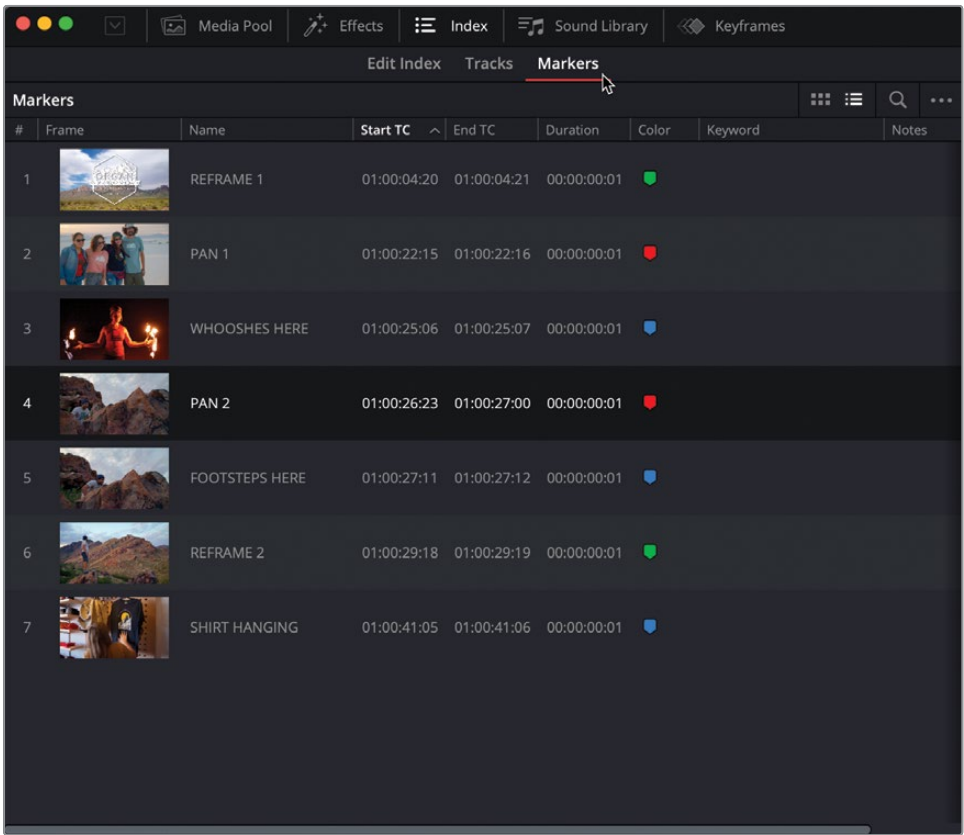 Media Pool Effects Index Sound Library Keyframes
Edit Index Tracks Markers
Markers
# Frame Name Start TC End TC Duration Color Keyword Notes
1 REFRAME 1 01:00:04:20 01:00:04:21 00:00:00:01
2 PAN 1 01:00:22:15 01:00:22:16 00:00:00:01
3 WHOOSHES HERE 01:00:25:06 01:00:25:07 00:00:00:01
4 PAN 2 01:00:26:23 01:00:27:00 00:00:00:01
5 FOOTSTEPS HERE 01:00:27:11 01:00:27:12 00:00:00:01
6 REFRAME 2 01:00:29:18 01:00:29:19 00:00:00:01
7 SHIRT HANGING 01:00:41:05 01:00:41:06 00:00:00:01